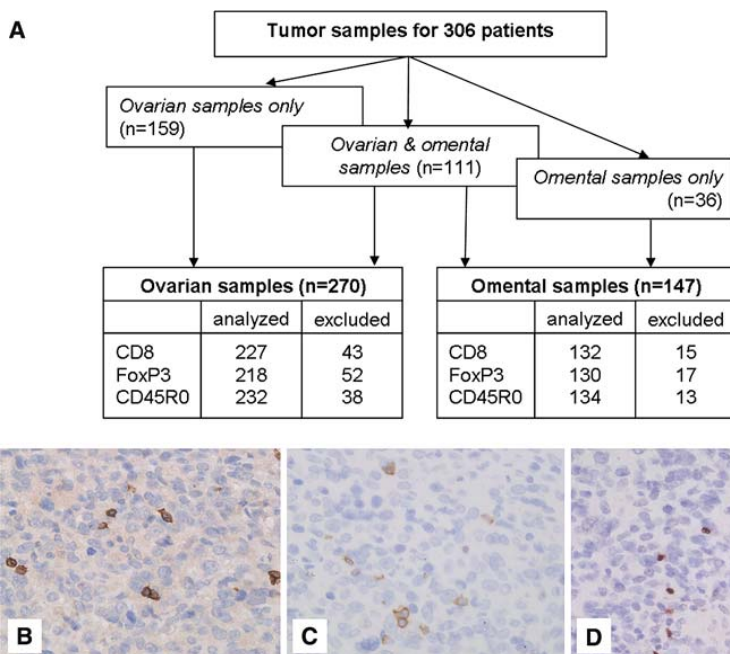 A
Tumor samples for 306 patients
Ovarian samples only
(n=159)
Ovarian & omental
samples (n=111)
Omental samples only
(n=36)
Ovarian samples (n=270)
analyzed excluded
CD8 227 43
FoxP3 218 52
CD45R0 232 38
Omental samples (n=147)
analyzed excluded
CD8 132 15
FoxP3 130 17
CD45R0 134 13
B
C
D